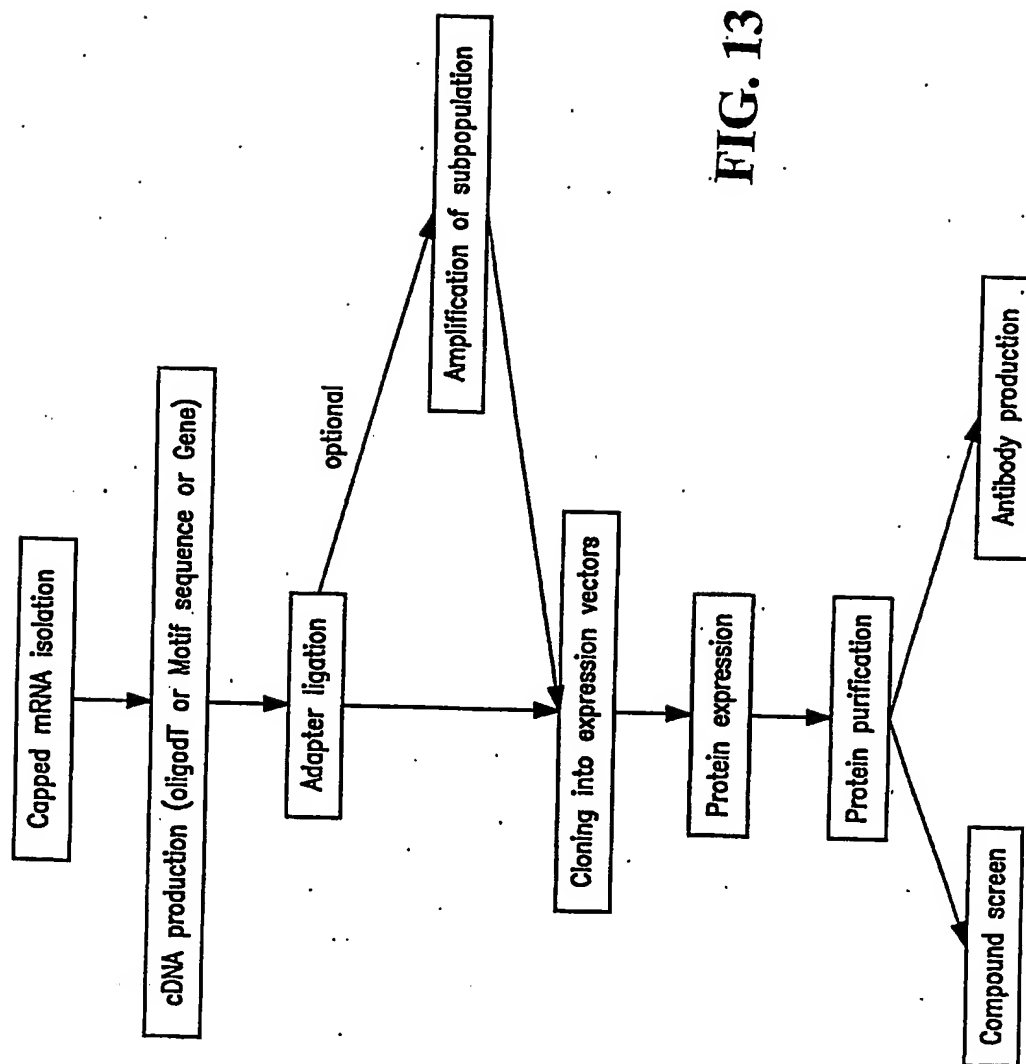 Capped mRNA isolation
cDNA production (oligodT or Motif sequence or Gene)
Adapter ligation
optional
Amplification of subpopulation
Cloning into expression vectors
Protein expression
Protein purification
Compound screen
Antibody production
FIG. 13